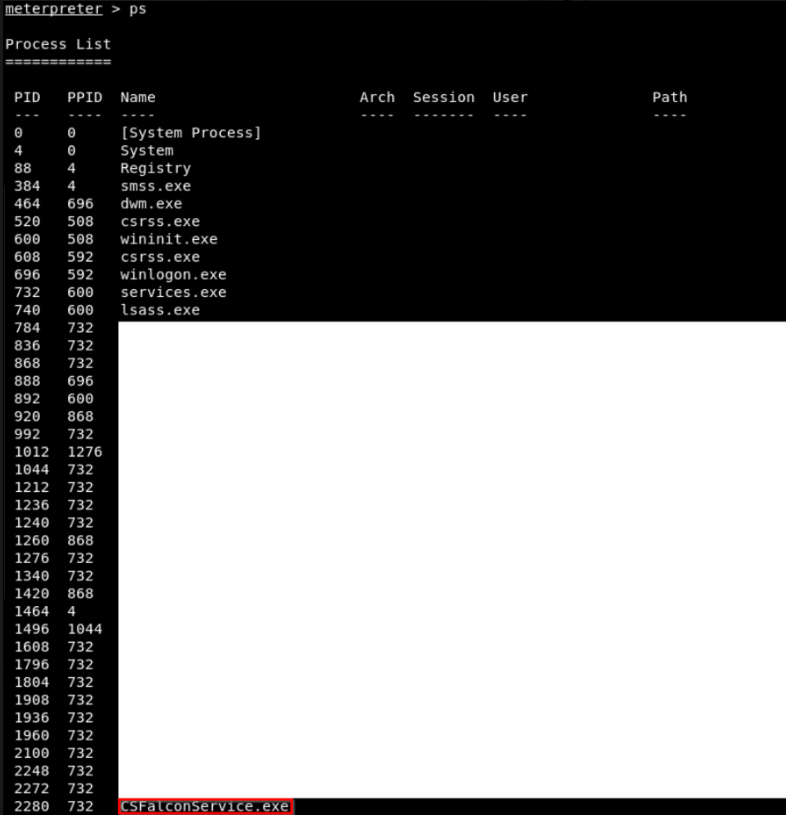 meterpreter > ps
Process List
============
PID PPID Name Arch Session User Path
--- ---- ---- ---- ------- ---- ----
0 0 [System Process]
4 0 System
88 4 Registry
384 4 smss.exe
464 696 dwm.exe
520 508 csrss.exe
600 508 wininit.exe
608 592 csrss.exe
696 592 winlogon.exe
732 600 services.exe
740 600 lsass.exe
784 732
836 732
868 732
888 696
892 600
920 868
992 732
1012 1276
1044 732
1212 732
1236 732
1240 732
1260 868
1276 732
1340 732
1420 868
1464 4
1496 1044
1608 732
1796 732
1804 732
1908 732
1936 732
1960 732
2100 732
2248 732
2272 732
2280 732 CSFalconService.exe